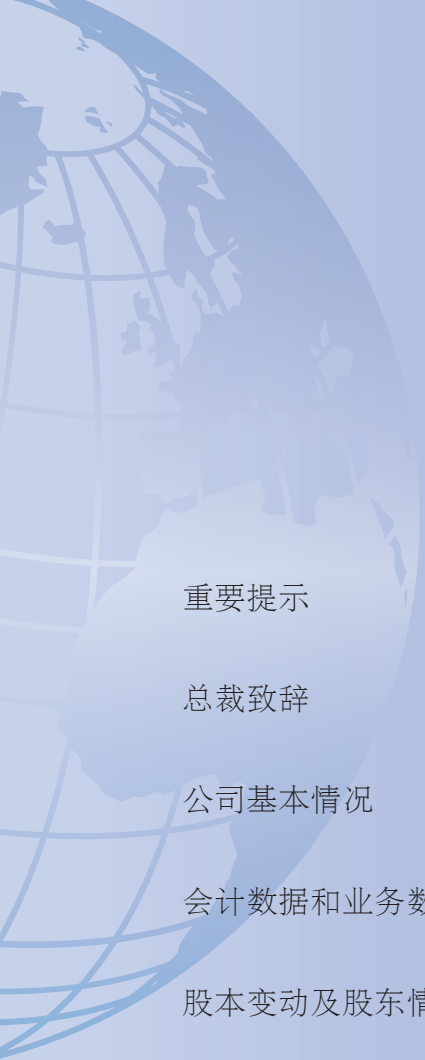 重要提示
总裁致辞
公司基本情况
会计数据和业务数
股本变动及股东情